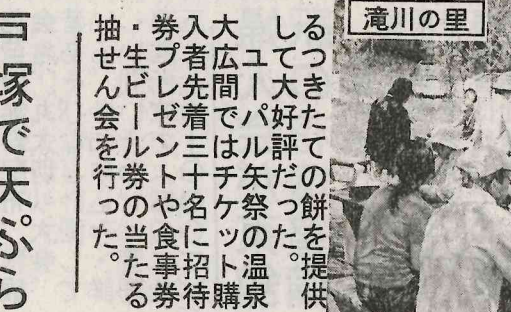 滝川の里
るつきたての餅を提供
して大好評だった。
ユーパル矢祭の温泉
大広間ではチケット購
入者先着三十名に招待
券プレゼントや食事券
・生ビール券の当たる
抽せん会を行った。
塚で天ぷら